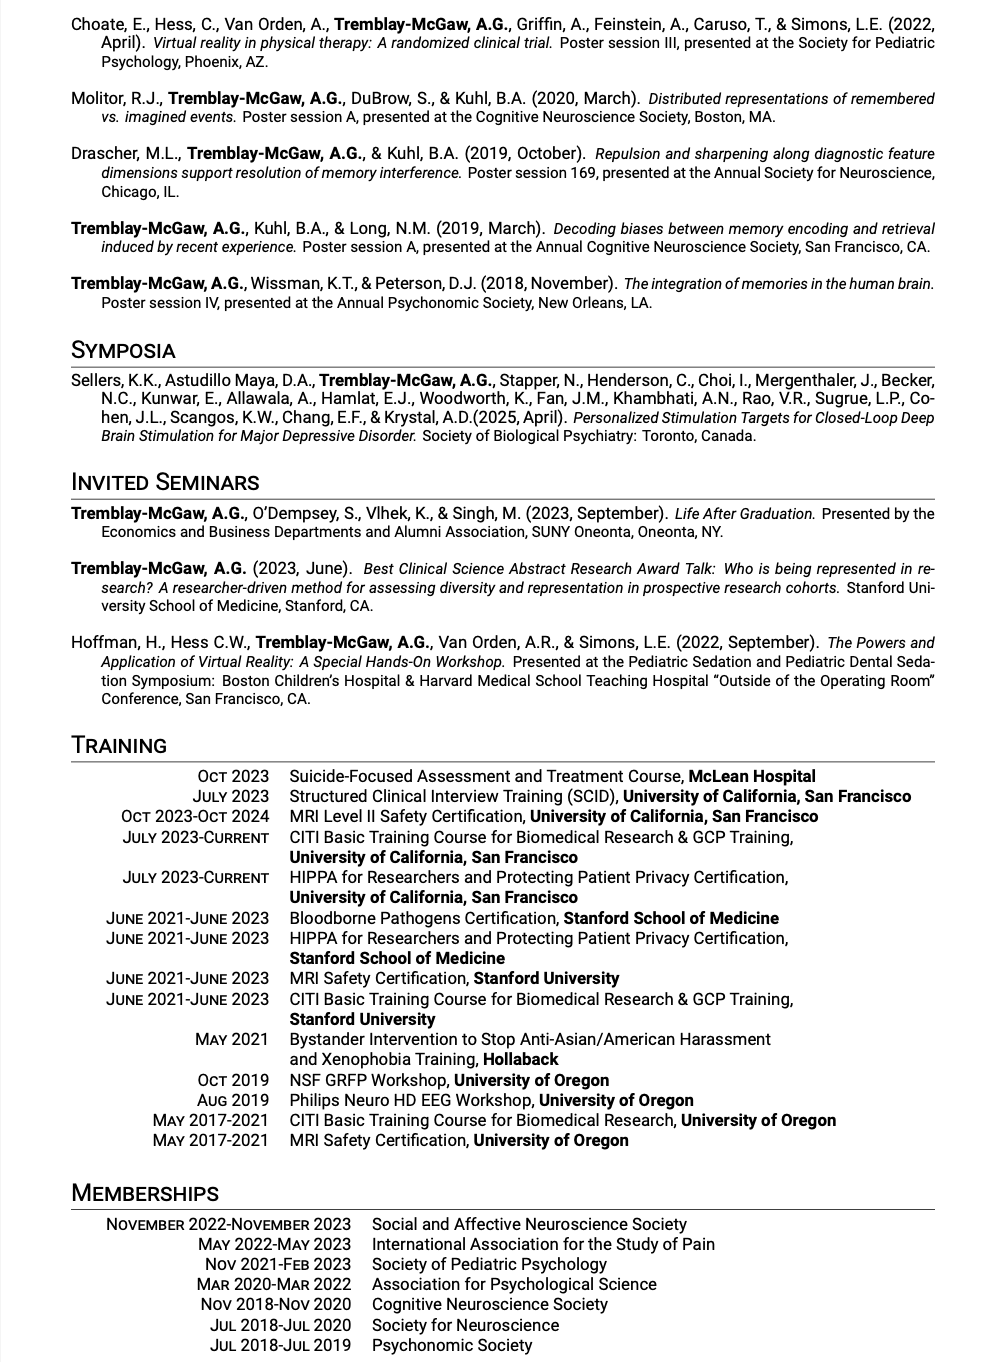 Choate, E., Hess, C., Van Orden, A., Tremblay-McGaw, A.G., Griffin, A., Feinstein, A., Caruso, T., & Simons, L.E. (2022,
April). Virtual reality in physical therapy: A randomized clinical trial. Poster session III, presented at the Society for Pediatric
Psychology, Phoenix, AZ.
Molitor, R.J., Tremblay-McGaw, A.G., DuBrow, S., & Kuhl, B.A. (2020, March). Distributed representations of remembered
vs. imagined events. Poster session A, presented at the Cognitive Neuroscience Society, Boston, MA.
Drascher, M.L., Tremblay-McGaw, A.G., & Kuhl, B.A. (2019, October). Repulsion and sharpening along diagnostic feature
dimensions support resolution of memory interference. Poster session 169, presented at the Annual Society for Neuroscience,
Chicago, IL.
Tremblay-McGaw, A.G., Kuhl, B.A., & Long, N.M. (2019, March). Decoding biases between memory encoding and retrieval
induced by recent experience. Poster session A, presented at the Annual Cognitive Neuroscience Society, San Francisco, CA.
Tremblay-McGaw, A.G., Wissman, K.T., & Peterson, D.J. (2018, November). The integration of memories in the human brain.
Poster session IV, presented at the Annual Psychonomic Society, New Orleans, LA.
SYMPOSIA
Sellers, K.K., Astudillo Maya, D.A., Tremblay-McGaw, A.G., Stapper, N., Henderson, C., Choi, I., Mergenthaler, J., Becker,
N.C., Kunwar, E., Allawala, A., Hamlat, E.J., Woodworth, K., Fan, J.M., Khambhati, A.N., Rao, V.R., Sugrue, L.P., Co-
hen, J.L., Scangos, K.W., Chang, E.F., & Krystal, A.D.(2025, April). Personalized Stimulation Targets for Closed-Loop Deep
Brain Stimulation for Major Depressive Disorder. Society of Biological Psychiatry: Toronto, Canada.
INVITED SEMINARS
Tremblay-McGaw, A.G., O'Dempsey, S., Vlhek, K., & Singh, M. (2023, September). Life After Graduation. Presented by the
Economics and Business Departments and Alumni Association, SUNY Oneonta, Oneonta, NY.
Tremblay-McGaw, A.G. (2023, June). Best Clinical Science Abstract Research Award Talk: Who is being represented in re-
search? A researcher-driven method for assessing diversity and representation in prospective research cohorts. Stanford Uni-
versity School of Medicine, Stanford, CA.
Hoffman, H., Hess C.W., Tremblay-McGaw, A.G., Van Orden, A.R., & Simons, L.E. (2022, September). The Powers and
Application of Virtual Reality: A Special Hands-On Workshop. Presented at the Pediatric Sedation and Pediatric Dental Seda-
tion Symposium: Boston Children's Hospital & Harvard Medical School Teaching Hospital "Outside of the Operating Room"
Conference, San Francisco, CA.
TRAINING
OCT 2023 Suicide-Focused Assessment and Treatment Course, McLean Hospital
JULY 2023 Structured Clinical Interview Training (SCID), University of California, San Francisco
OCT 2023-OCT 2024 MRI Level II Safety Certification, University of California, San Francisco
JULY 2023-CURRENT CITI Basic Training Course for Biomedical Research & GCP Training,
University of California, San Francisco
JULY 2023-CURRENT HIPPA for Researchers and Protecting Patient Privacy Certification,
University of California, San Francisco
JUNE 2021-JUNE 2023 Bloodborne Pathogens Certification, Stanford School of Medicine
JUNE 2021-JUNE 2023 HIPPA for Researchers and Protecting Patient Privacy Certification,
Stanford School of Medicine
JUNE 2021-JUNE 2023 MRI Safety Certification, Stanford University
JUNE 2021-JUNE 2023 CITI Basic Training Course for Biomedical Research & GCP Training,
Stanford University
MAY 2021 Bystander Intervention to Stop Anti-Asian/American Harassment
and Xenophobia Training, Hollaback
OCT 2019 NSF GRFP Workshop, University of Oregon
AUG 2019 Philips Neuro HD EEG Workshop, University of Oregon
MAY 2017-2021 CITI Basic Training Course for Biomedical Research, University of Oregon
MAY 2017-2021 MRI Safety Certification, University of Oregon
MEMBERSHIPS
NOVEMBER 2022-NOVEMBER 2023 Social and Affective Neuroscience Society
MAY 2022-MAY 2023 International Association for the Study of Pain
NOV 2021-FEB 2023 Society of Pediatric Psychology
MAR 2020-MAR 2022 Association for Psychological Science
NOV 2018-NOV 2020 Cognitive Neuroscience Society
JUL 2018-JUL 2020 Society for Neuroscience
JUL 2018-JUL 2019 Psychonomic Society